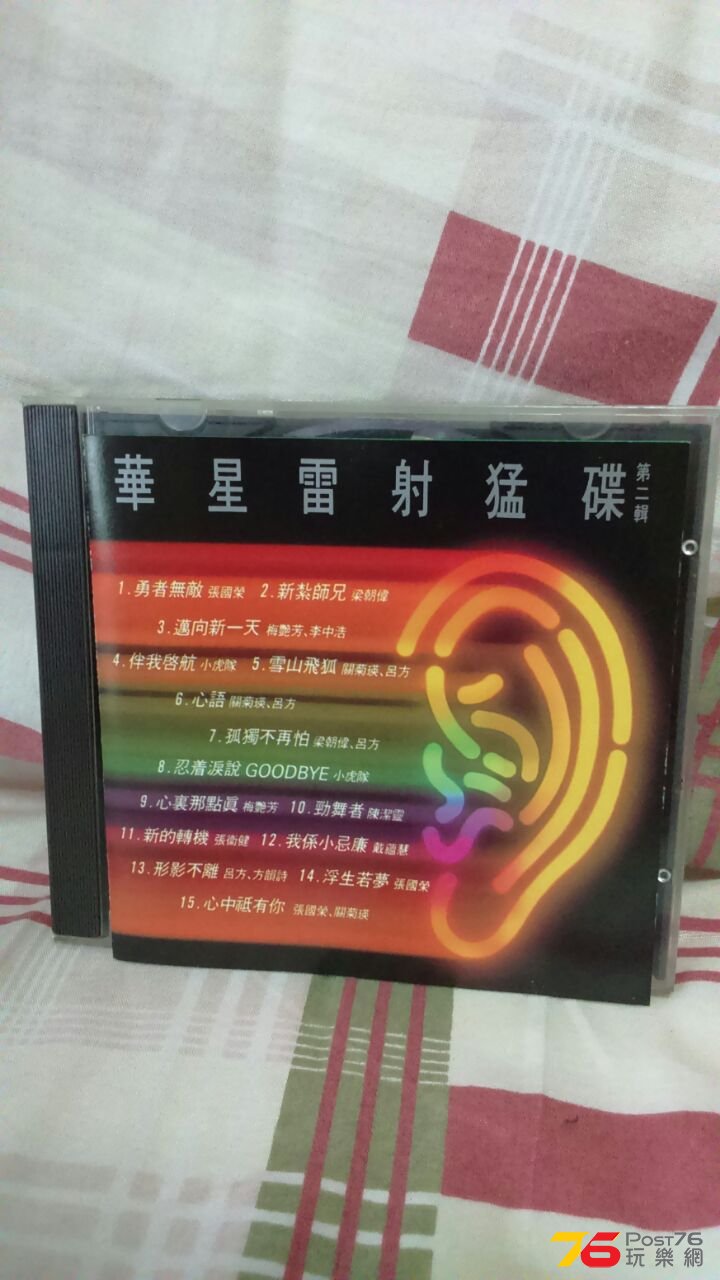 華星雷射猛碟 第二輯
1.勇者無敵 張國榮 2.新紮師兄 梁朝偉
3.邁向新一天 梅艷芳、李中浩
4.伴我啓航 小虎隊 5.雪山飛狐 關菊瑛、呂方
6.心語 關菊瑛、呂方
7.孤獨不再怕 梁朝偉、呂方
8.忍着淚說 GOODBYE 小虎隊
9.心裏那點眞 梅艷芳 10.勁舞者 陳潔靈
11.新的轉機 張衛健 12.我係小忌廉 戴蘊慧
13.形影不離 呂方、方韻詩 14.浮生若夢 張國榮
15.心中祗有你 張國榮、關菊瑛
76 Post76
玩樂網